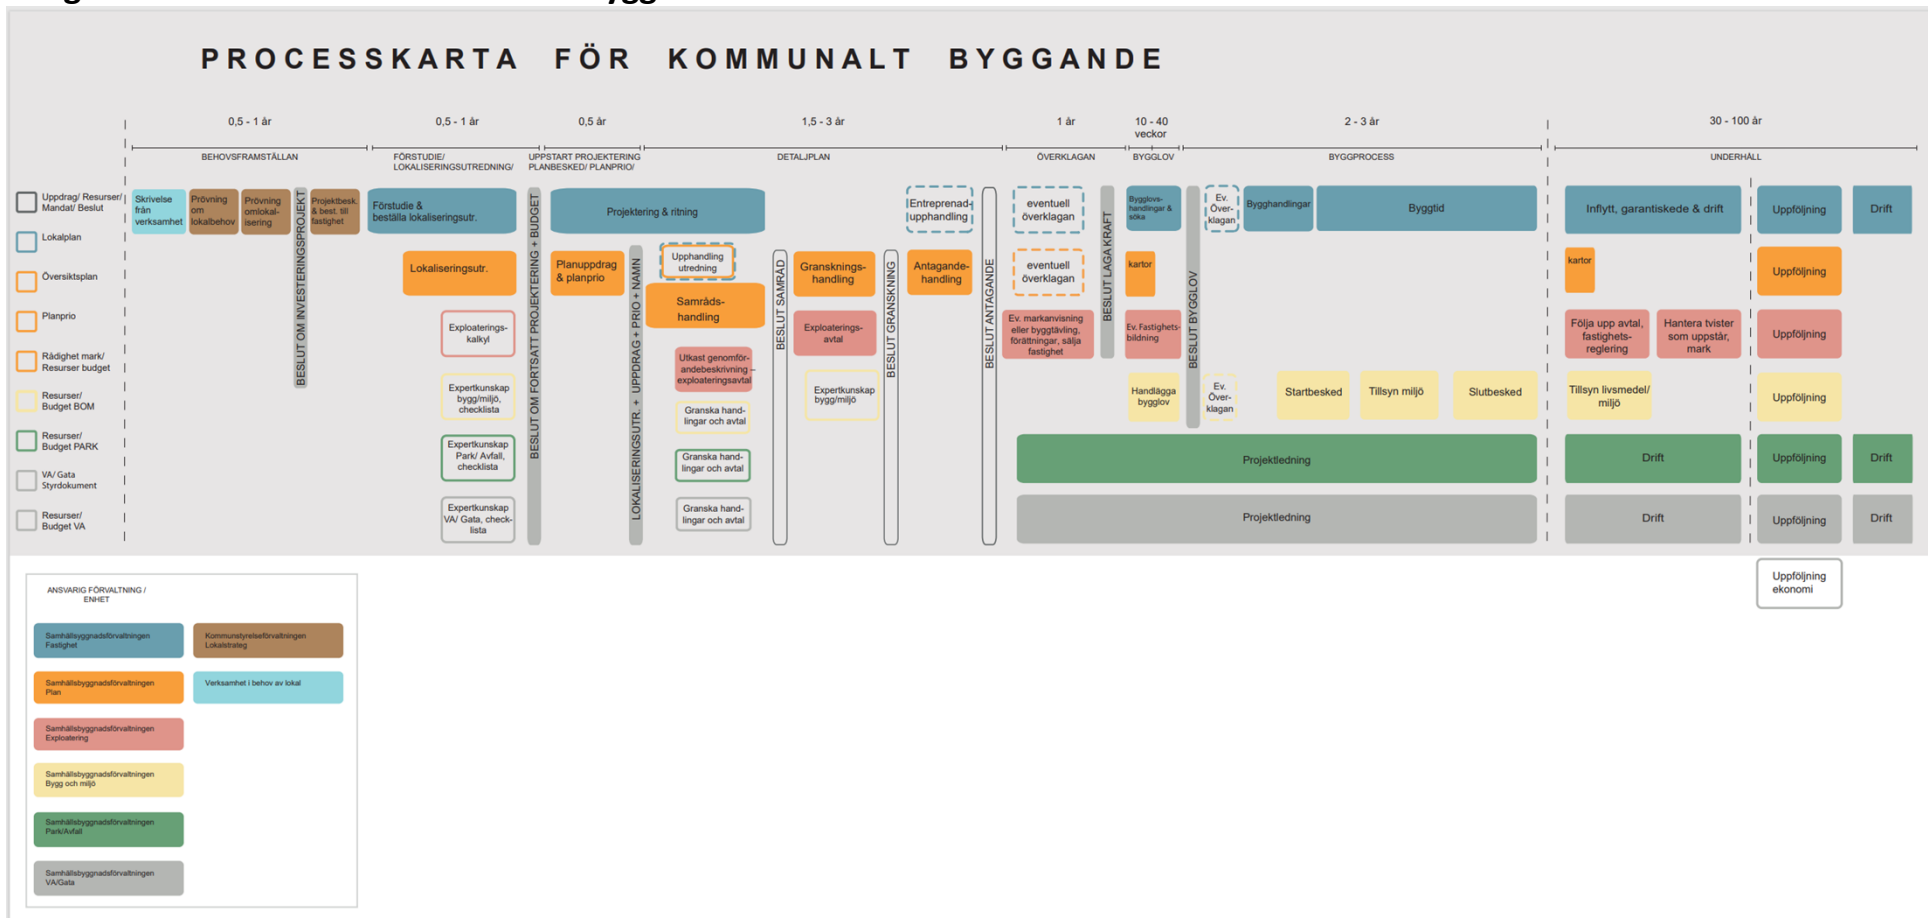 PROCESSKARTA FÖR KOMMUNALT BYGGANDE
0,5 - 1 år
0,5 - 1 år
0,5 år
1,5 - 3 år
1 år
10 - 40
veckor
2 - 3 år
30 - 100 år
BEHOVSFRAMSTÄLLAN
FÖRSTUDIE/
LOKALISERINGSUTREDNING/
UPPSTART PROJEKTERING
PLANBESKED/ PLANPRIO/
DETALJPLAN
ÖVERKLAGAN
BYGGLOV
BYGGPROCESS
UNDERHÅLL
Uppdrag/ Resurser/
Mandat/ Beslut
Lokalplan
Översiktsplan
Planprio
Rådighet mark/
Resurser budget
Resurser/
Budget BOM
Resurser/
Budget PARK
VA/ Gata
Styrdokument
Resurser/
Budget VA
Skrivelse
från
verksamhet
Prövning
om
lokalbehov
Prövning
omlokal-
isering
BESLUT OM INVESTERINGSPROJEKT
Projektbesk.
& best. till
fastighet
Förstudie &
beställa lokaliseringsutr.
Lokaliseringsutr.
Exploaterings-
kalkyl
Expertkunskap
bygg/miljö,
checklista
Expertkunskap
Park/ Avfall,
checklista
Expertkunskap
VA/ Gata, check-
lista
BESLUT OM FORTSATT PROJEKTERING + BUDGET
Projektering & ritning
Planuppdrag
& planprio
LOKALISERINGSUTR. + UPPDRAG + PRIO + NAMN
Upphandling
utredning
Samråds-
handling
Utkast genomför-
andebeskrivning –
exploateringsavtal
Granska hand-
lingar och avtal
Granska hand-
lingar och avtal
Granska hand-
lingar och avtal
BESLUT SAMRÅD
Gransknings-
handling
Exploaterings-
avtal
Expertkunskap
bygg/miljö
BESLUT GRANSKNING
Entreprenad-
upphandling
Antagande-
handling
BESLUT ANTAGANDE
eventuell
överklagan
eventuell
överklagan
Ev. markanvisning
eller byggtävling,
förättningar, sälja
fastighet
BESLUT LAGA KRAFT
Bygglovs-
handlingar &
söka
kartor
Ev. Fastighets-
bildning
Handlägga
bygglov
BESLUT BYGLOV
Ev.
Över-
klagan
Ev.
Över-
klagan
Bygghandlingar
Byggtid
Startbesked
Tillsyn miljö
Slutbesked
Projektledning
Projektledning
Inflytt, garantiskede & drift
kartor
Följa upp avtal,
fastighets-
reglering
Hantera tvister
som uppstår,
mark
Tillsyn livsmedel/
miljö
Drift
Drift
Uppföljning
Uppföljning
Uppföljning
Uppföljning
Uppföljning
Uppföljning
Drift
Drift
Drift
Uppföljning
ekonomi
ANSVARIG FÖRVALTNING /
ENHET
Samhällsyggnadsförvaltningen
Fastighet
Kommunstyrelseförvaltningen
Lokalstrateg
Samhällsbyggnadsförvaltningen
Plan
Verksamhet i behov av lokal
Samhällsbyggnadsförvaltningen
Exploatering
Samhällsbyggnadsförvaltningen
Bygg och miljö
Samhällsbyggnadsförvaltningen
Park/Avfall
Samhällsbyggnadsförvaltningen
VA/Gata